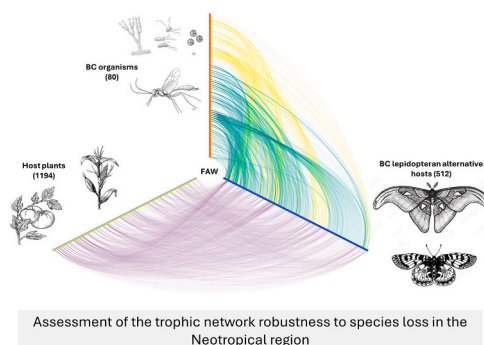 BC organisms
(80)
Host plants
(1194)
FAW
BC lepidopteran alternative
hosts (512)
Assessment of the trophic network robustness to species loss in the
Neotropical region